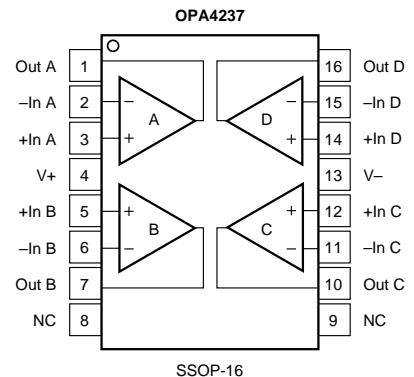 OPA4237
Out A 1 16 Out D
–In A 2 – – 15 –In D
+In A 3 + A D + 14 +In D
V+ 4 13 V–
+In B 5 + + 12 +In C
–In B 6 – B C – 11 –In C
Out B 7 10 Out C
NC 8 9 NC
SSOP-16